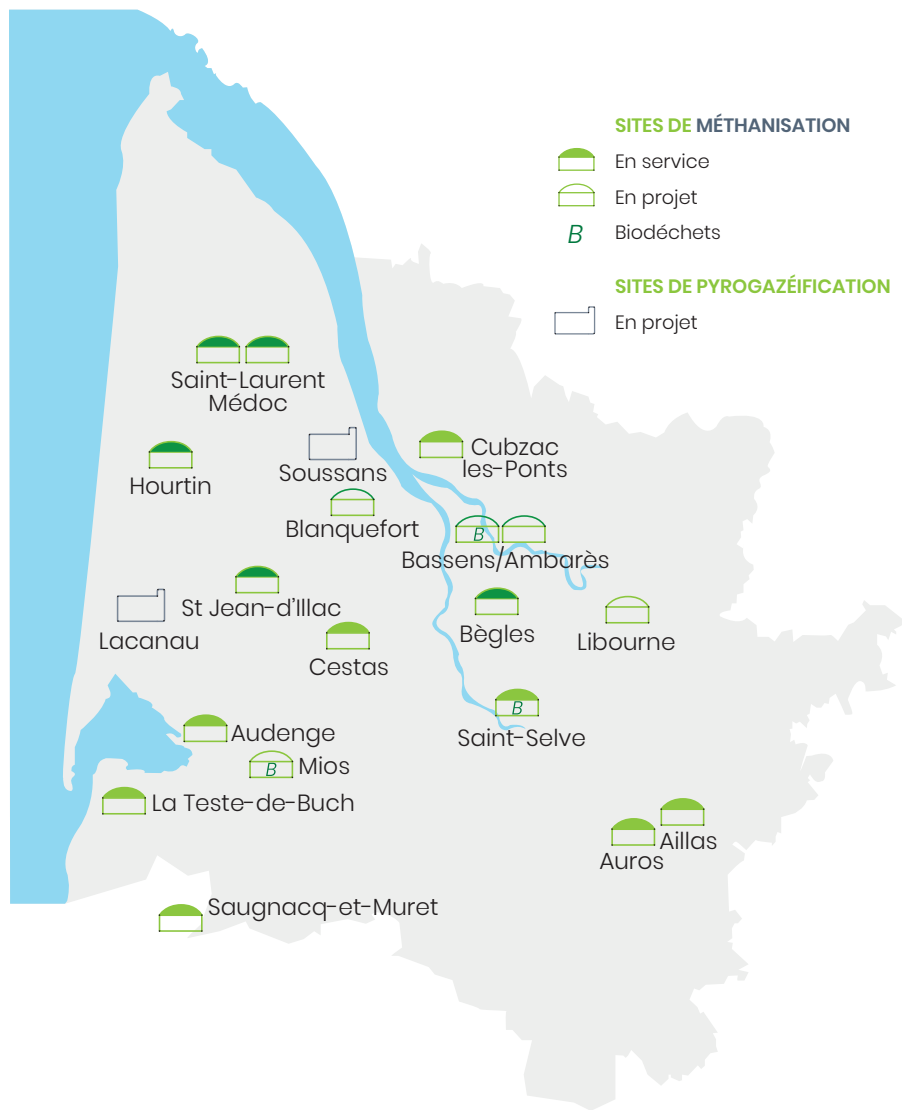 SITES DE MÉTHANISATION
En service
En projet
B
Biodéchets
SITES DE PYROGAZÉIFICATION
En projet
Saint-Laurent
Médoc
Hourtin
Soussans
Cubzac
les-Ponts
Blanquefort
B
Bassens/Ambarès
St Jean-d'Illac
Lacanau
Cestas
Bègles
Libourne
B
Saint-Selve
Audenge
B
Mios
La Teste-de-Buch
Aillas
Auros
Saugnacq-et-Muret